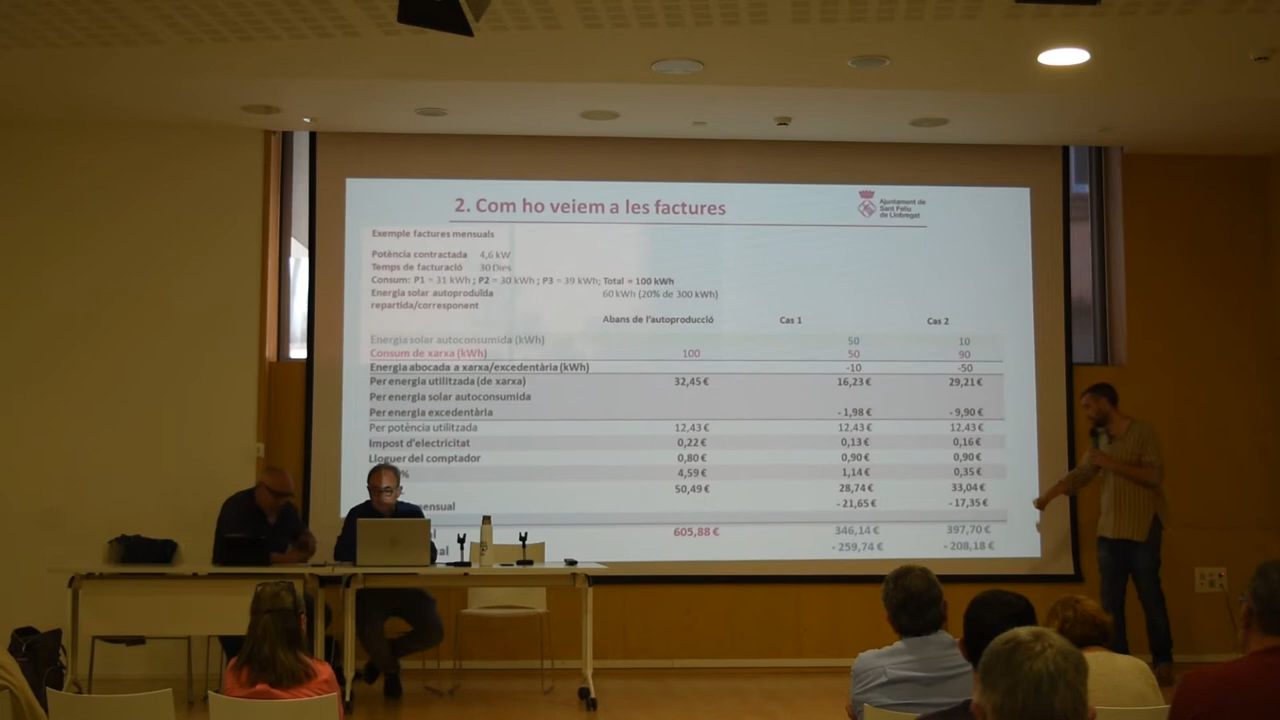 2. Com ho veiem a les factures
Ajuntament de
Sant Feliu
de Llobregat
Exemple factures mensuals
Potència contractada 4,6 kW
Temps de facturació 30 Dies
Consum: P1 = 31 kWh ; P2 = 30 kWh ; P3 = 39 kWh; Total = 100 kWh
Energia solar autoproduïda 60 kWh (20% de 300 kWh)
repartida/corresponent
Abans de l'autoproducció Cas 1 Cas 2
Energia solar autoconsumida (kWh) 50 10
Consum de xarxa (kWh) 100 50 90
Energia abocada a xarxa/excedentària (kWh) -10 -50
Per energia utilitzada (de xarxa) 32,45 € 16,23 € 29,21 €
Per energia solar autoconsumida
Per energia excedentària - 1,98 € - 9,90 €
Per potència utilizada 12,43 € 12,43 € 12,43 €
Impost d'electricitat 0,22 € 0,13 € 0,16 €
Lloguer del comptador 0,80 € 0,90 € 0,90 €
% 4,59 € 1,14 € 0,35 €
50,49 € 28,74 € 33,04 €
ensual - 21,65 € - 17,35 €
605,88 € 346,14 € 397,70 €
- 259,74 € - 208,18 €